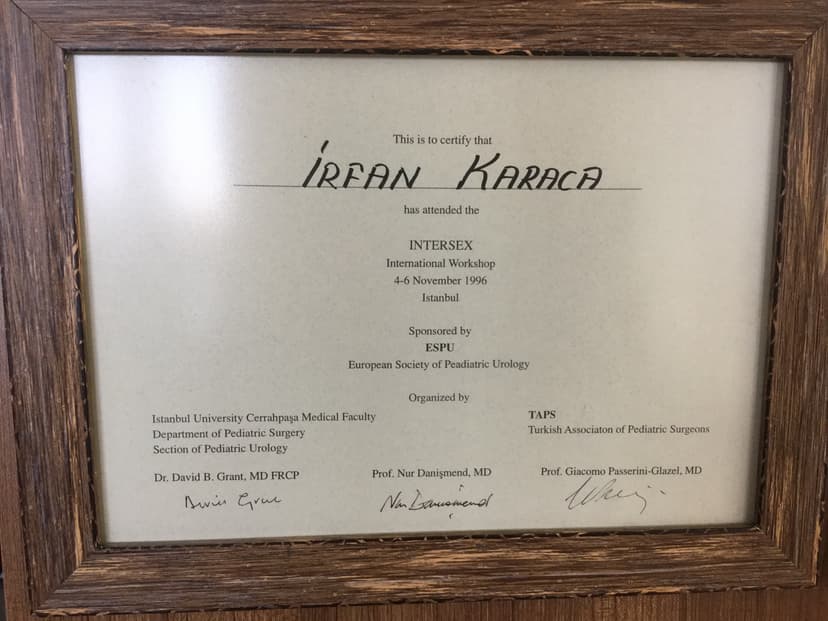 This is to certify that
İRFAN KARACA
has attended the
INTERSEX
International Workshop
4-6 November 1996
Istanbul
Sponsored by
ESPU
European Society of Peadiatric Urology
Organized by
Istanbul University Cerrahpaşa Medical Faculty
Department of Pediatric Surgery
Section of Pediatric Urology
TAPS
Turkish Associaton of Pediatric Surgeons
Dr. David B. Grant, MD FRCP
Prof. Nur Danişmend, MD
Prof. Giacomo Passerini-Glazel, MD